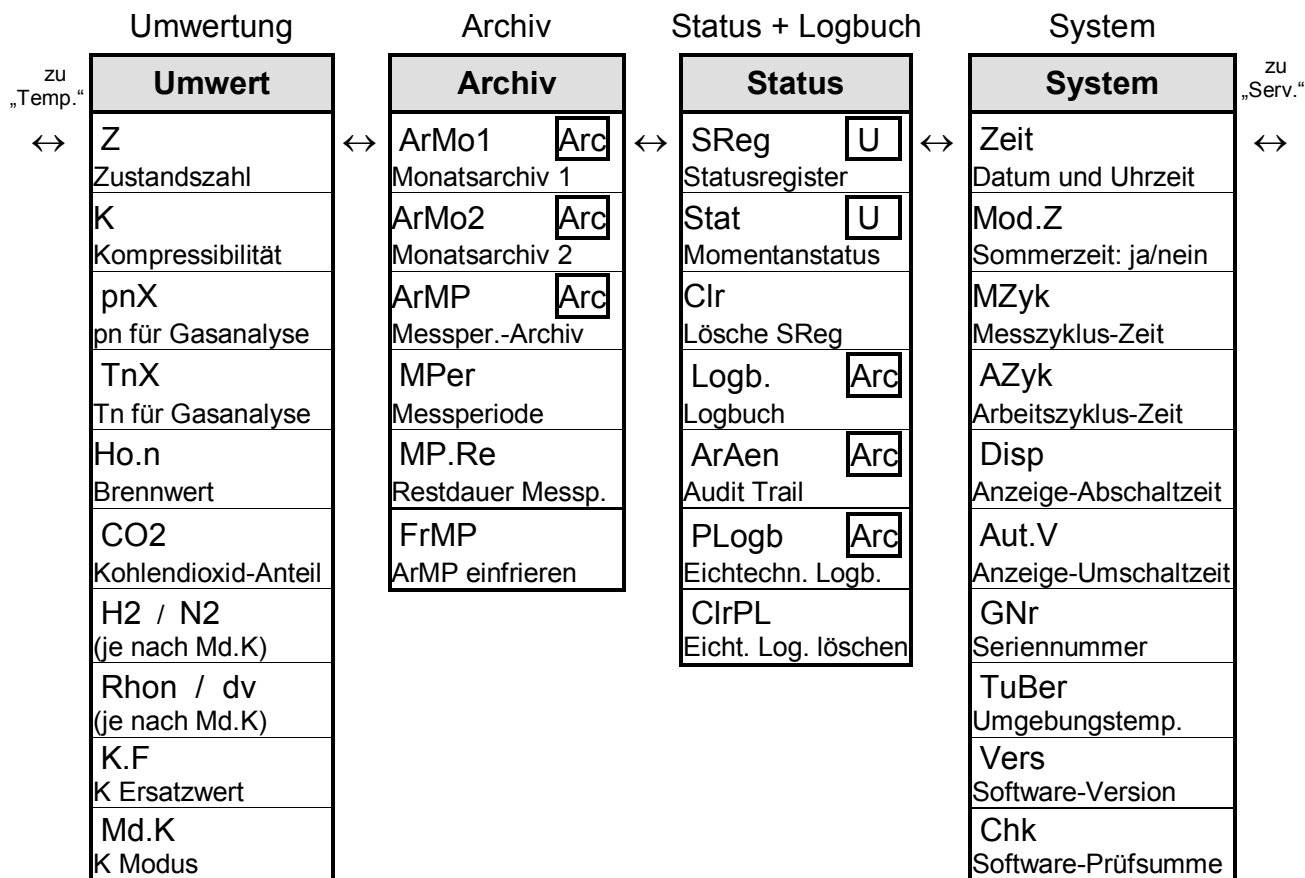 Umwertung
Archiv
Status + Logbuch
System
zu
„Temp.“
↔
Umwert
Z
Zustandszahl
K
Kompressibilität
pnX
pn für Gasanalyse
TnX
Tn für Gasanalyse
Ho.n
Brennwert
CO2
Kohlendioxid-Anteil
H2 / N2
(je nach Md.K)
Rhon / dv
(je nach Md.K)
K.F
K Ersatzwert
Md.K
K Modus
↔
Archiv
ArMo1 Arc
Monatsarchiv 1
ArMo2 Arc
Monatsarchiv 2
ArMP Arc
Messper.-Archiv
MPer
Messperiode
MP.Re
Restdauer Messp.
FrMP
ArMP einfrieren
↔
Status
SReg U
Statusregister
Stat U
Momentanstatus
Clr
Lösche SReg
Logb. Arc
Logbuch
ArAen Arc
Audit Trail
PLogb Arc
Eichtechn. Logb.
ClrPL
Eicht. Log. löschen
↔
System
Zeit
Datum und Uhrzeit
Mod.Z
Sommerzeit: ja/nein
MZyk
Messzyklus-Zeit
AZyk
Arbeitszyklus-Zeit
Disp
Anzeige-Abschaltzeit
Aut.V
Anzeige-Umschaltzeit
GNr
Seriennummer
TuBer
Umgebungstemp.
Vers
Software-Version
Chk
Software-Prüfsumme
zu
„Serv.“
↔